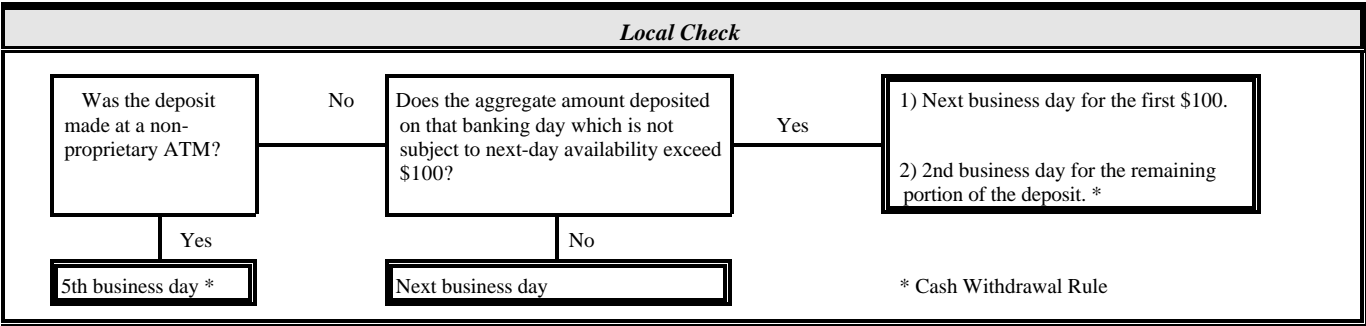 Local Check
Was the deposit
made at a non-
proprietary ATM?
No
Does the aggregate amount deposited
on that banking day which is not
subject to next-day availability exceed
$100?
Yes
1) Next business day for the first $100.
2) 2nd business day for the remaining
portion of the deposit. *
Yes
No
5th business day *
Next business day
* Cash Withdrawal Rule